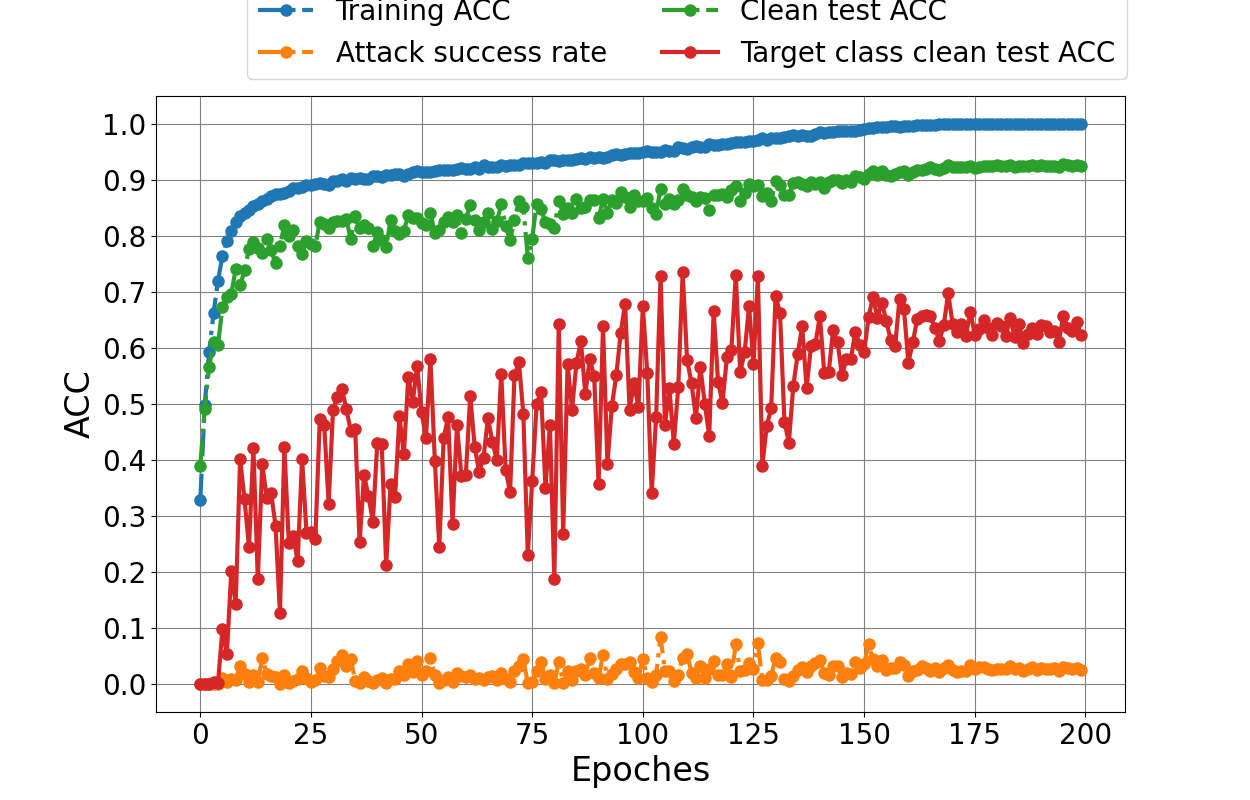 Training ACC
Clean test ACC
Attack success rate
Target class clean test ACC
1.0
0.9
0.8
0.7
0.6
0.5
0.4
0.3
0.2
0.1
0.0
ACC
0 25 50 75 100 125 150 175 200
Epoches